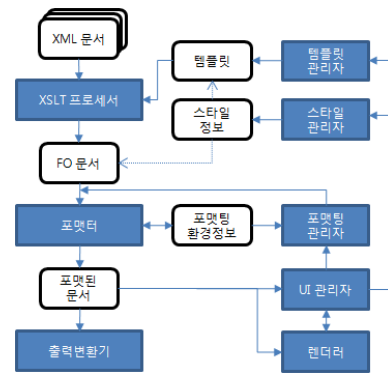 XML 문서
템플릿
템플릿
관리자
XSLT 프로세서
스타일
정보
스타일
관리자
FO 문서
포맷터
포맷팅
환경정보
포맷팅
관리자
포맷된
문서
UI 관리자
출력변환기
렌더러